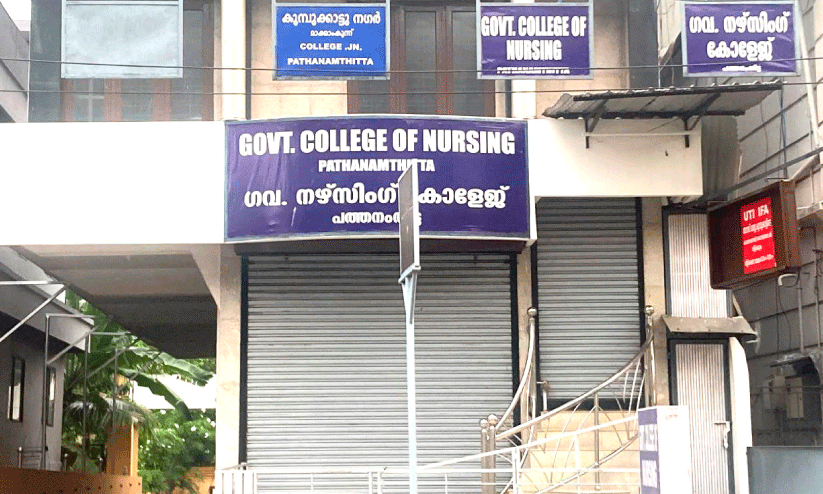 കുമ്പുക്കാട്ടു നഗർ
മാക്കാംകുന്ന്
COLLEGE JN.
PATHANAMTHITTA
GOVT. COLLEGE OF
NURSING
PATHANAMTHITTA
ഗവ. നഴ്സിംഗ്
കോളേജ്
GOVT. COLLEGE OF NURSING
PATHANAMTHITTA
ഗവ. നഴ്സിംഗ് കോളേജ്
UTI IFA